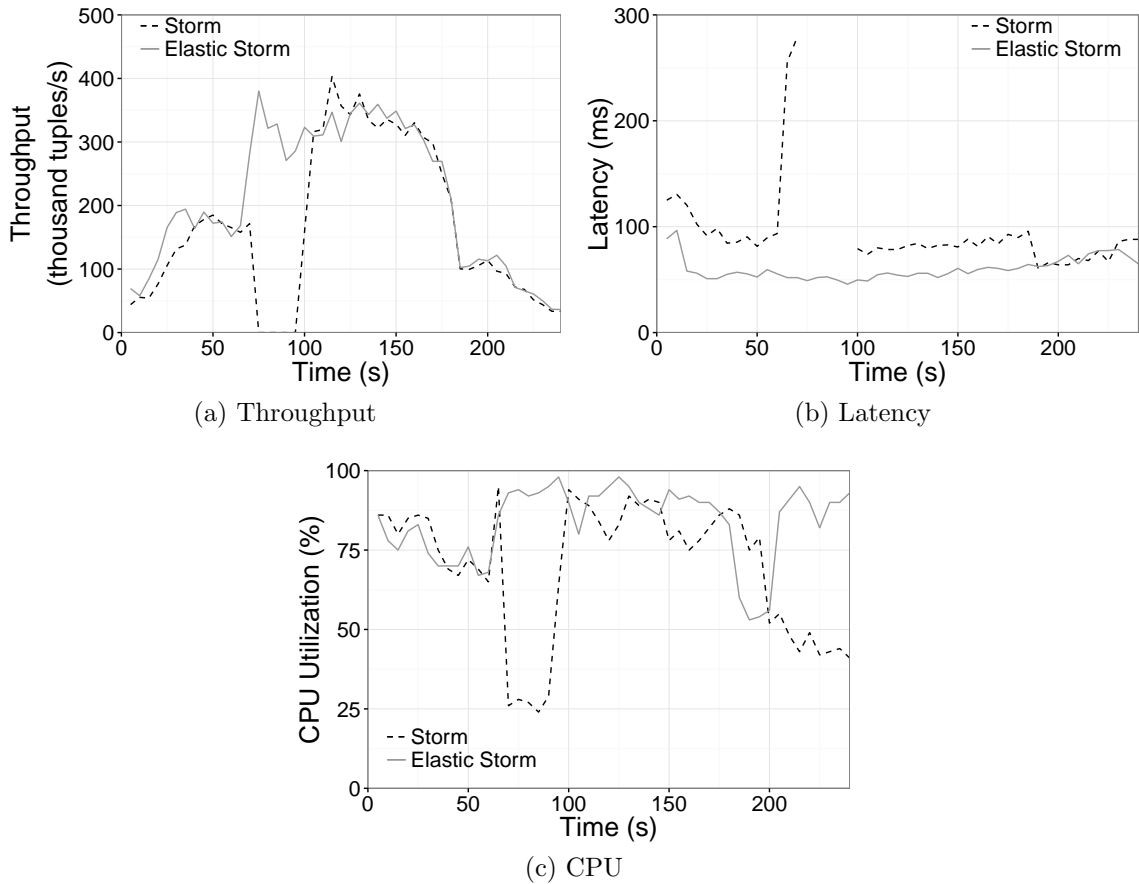 500
400
300
200
100
0
Throughput
(thousand tuples/s)
Storm
Elastic Storm
0 50 100 150 200
Time (s)
(a) Throughput
300
200
100
0
Latency (ms)
Storm
Elastic Storm
0 50 100 150 200
Time (s)
(b) Latency
100
75
50
25
0
CPU Utilization (%)
Storm
Elastic Storm
0 50 100 150 200
Time (s)
(c) CPU